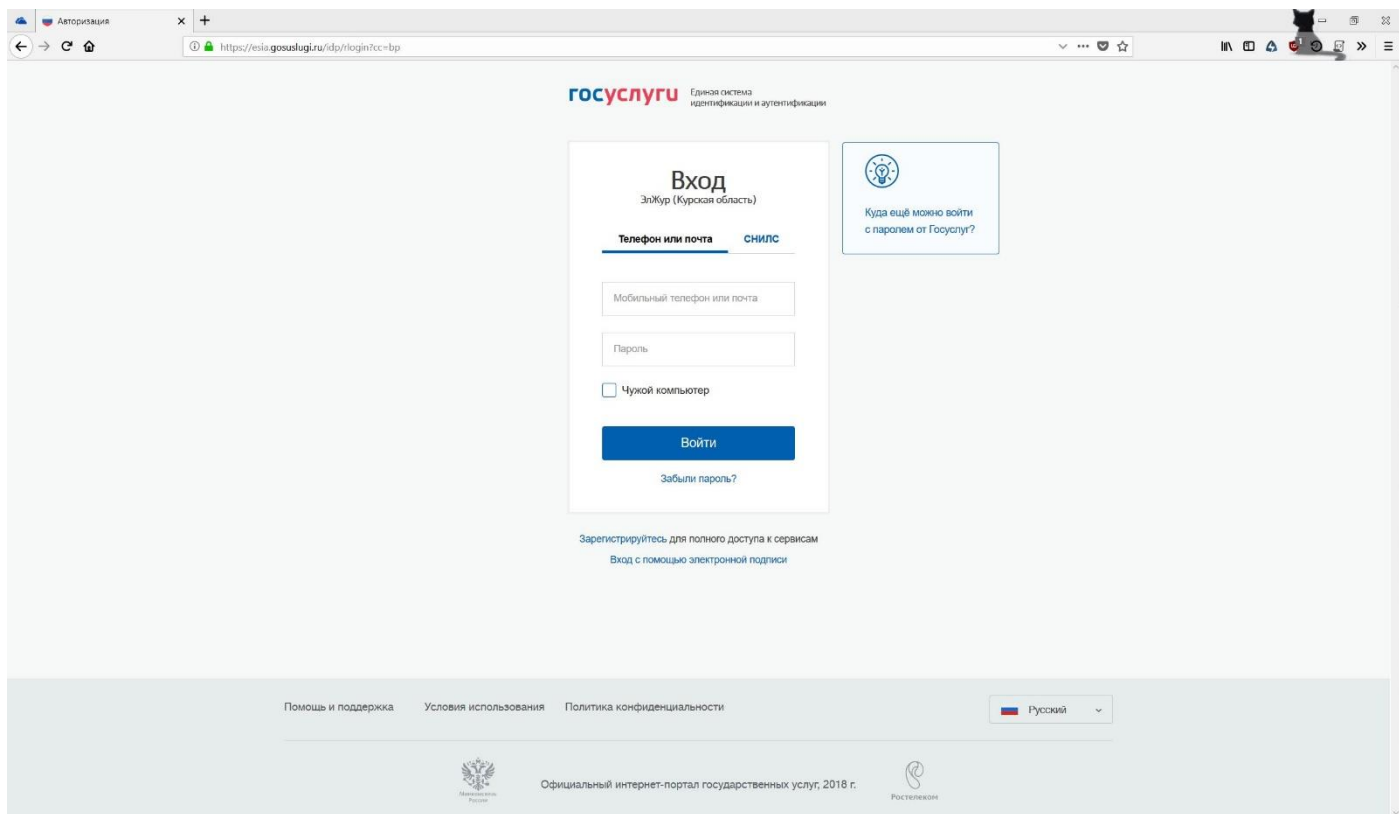 Авторизация
https://esia.gosuslugi.ru/idp/rlogin?cc=bp
госуслуги
Единая система
идентификации и аутентификации
Вход
ЭлЖур (Курская область)
Телефон или почта СНИЛС
Мобильный телефон или почта
Пароль
Чужой компьютер
Войти
Забыли пароль?
Куда ещё можно войти
с паролем от Госуслуг?
Зарегистрируйтесь для полного доступа к сервисам
Вход с помощью электронной подписи
Помощь и поддержка Условия использования Политика конфиденциальности
Русский
Официальный интернет-портал государственных услуг, 2018 г.
России
Ростелеком